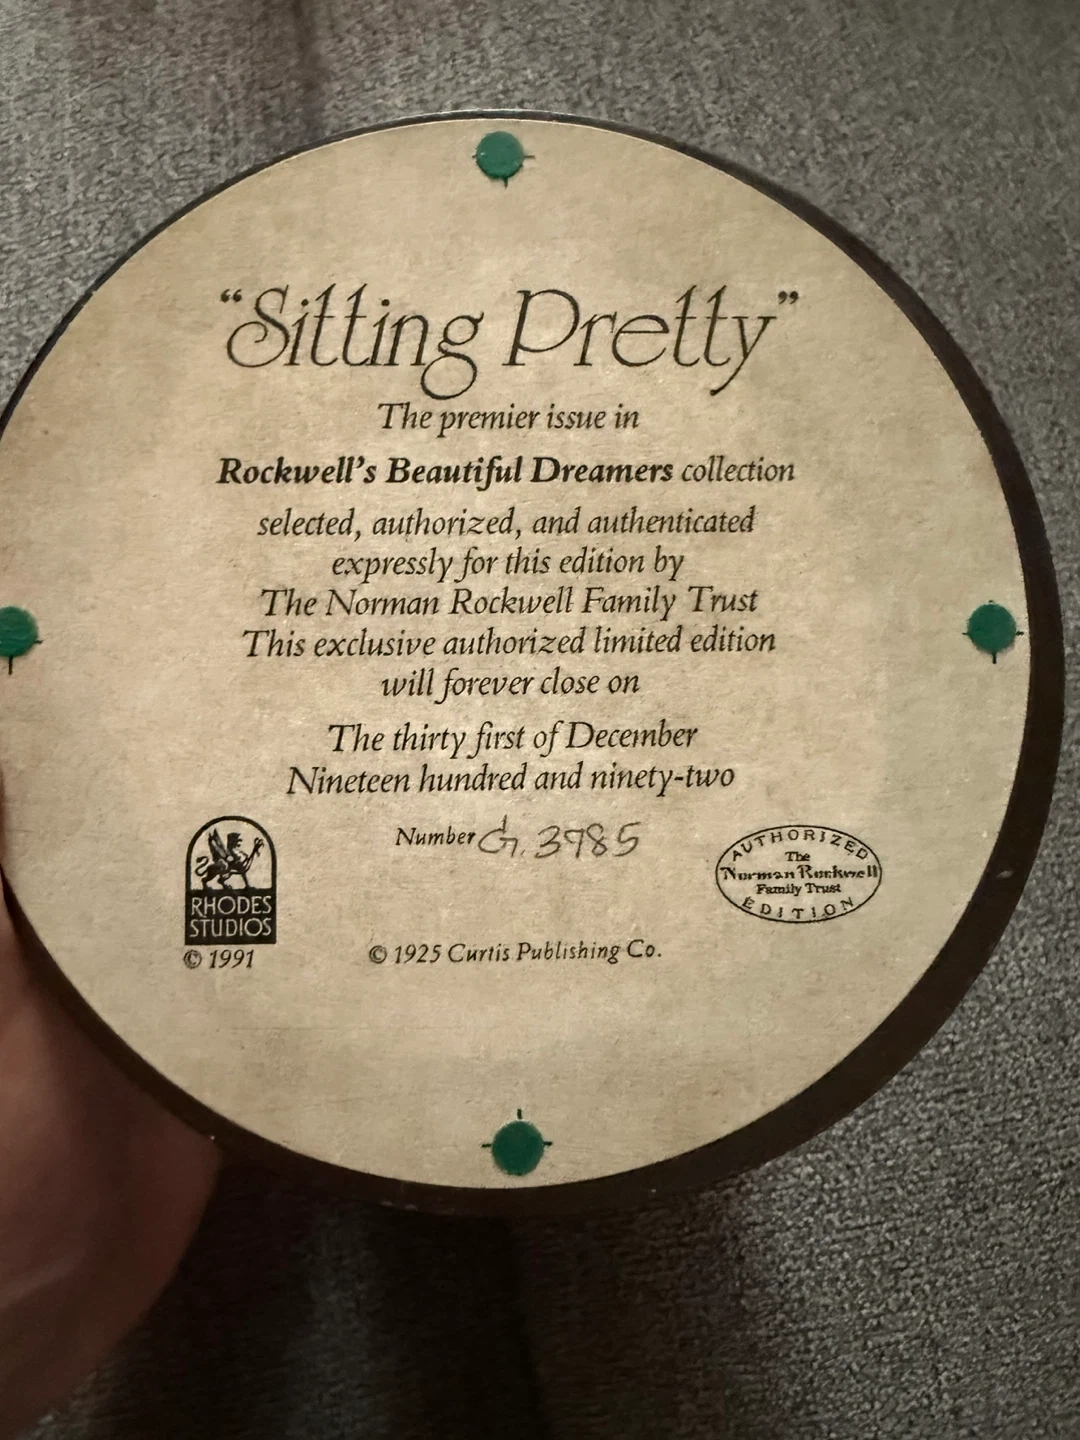 “Sitting Pretty”
The premier issue in
Rockwell's Beautiful Dreamers collection
selected, authorized, and authenticated
expressly for this edition by
The Norman Rockwell Family Trust
This exclusive authorized limited edition
will forever close on
The thirty first of December
Nineteen hundred and ninety-two
Number G. 3785
RHODES
STUDIOS
© 1991
© 1925 Curtis Publishing Co.
AUTHORIZED
The
Norman Rockwell
Family Trust
EDITION